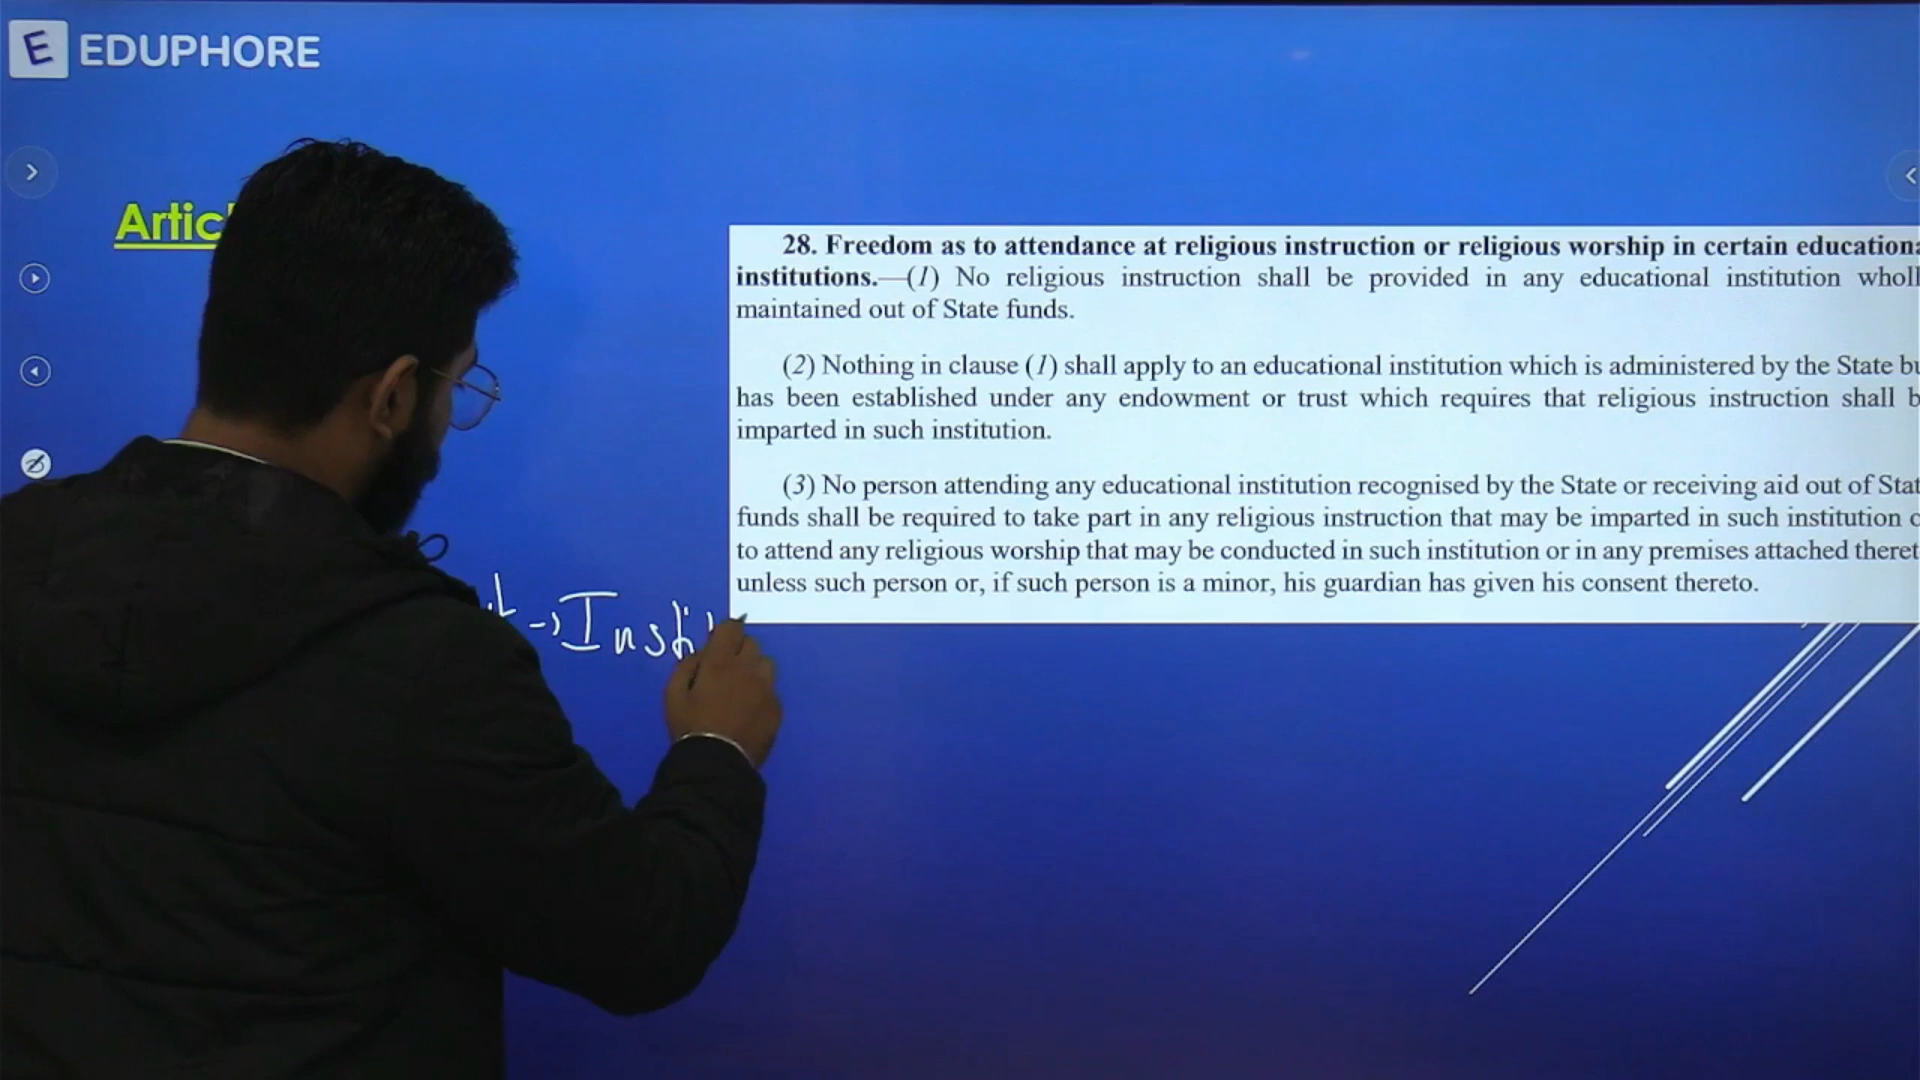 E EDUPHORE
Artic
28. Freedom as to attendance at religious instruction or religious worship in certain educationa
institutions.—(1) No religious instruction shall be provided in any educational institution wholl
maintained out of State funds.
(2) Nothing in clause (1) shall apply to an educational institution which is administered by the State bu
has been established under any endowment or trust which requires that religious instruction shall b
imparted in such institution.
(3) No person attending any educational institution recognised by the State or receiving aid out of Stat
funds shall be required to take part in any religious instruction that may be imparted in such institution o
to attend any religious worship that may be conducted in such institution or in any premises attached theret
unless such person or, if such person is a minor, his guardian has given his consent thereto.
Insti